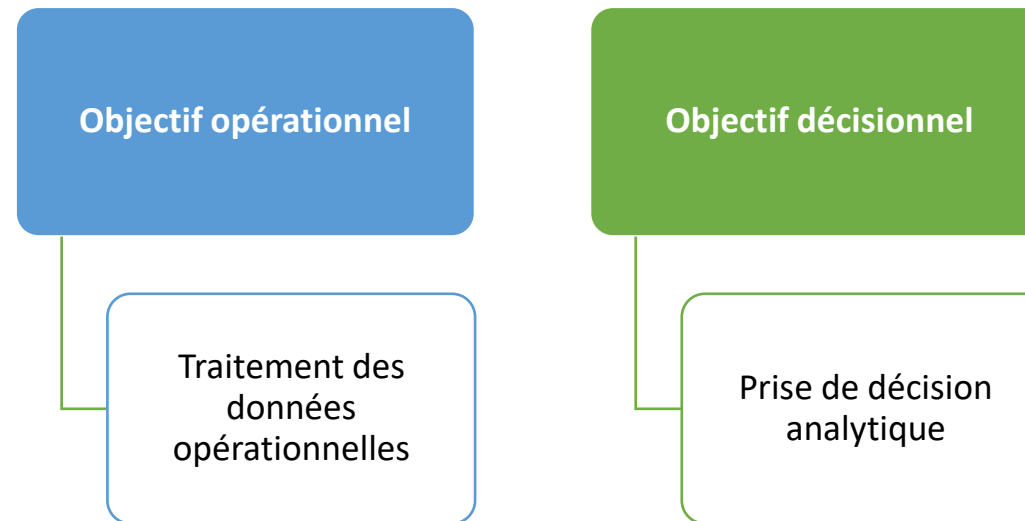 Objectif opérationnel
Traitement des
données
opérationnelles
Objectif décisionnel
Prise de décision
analytique